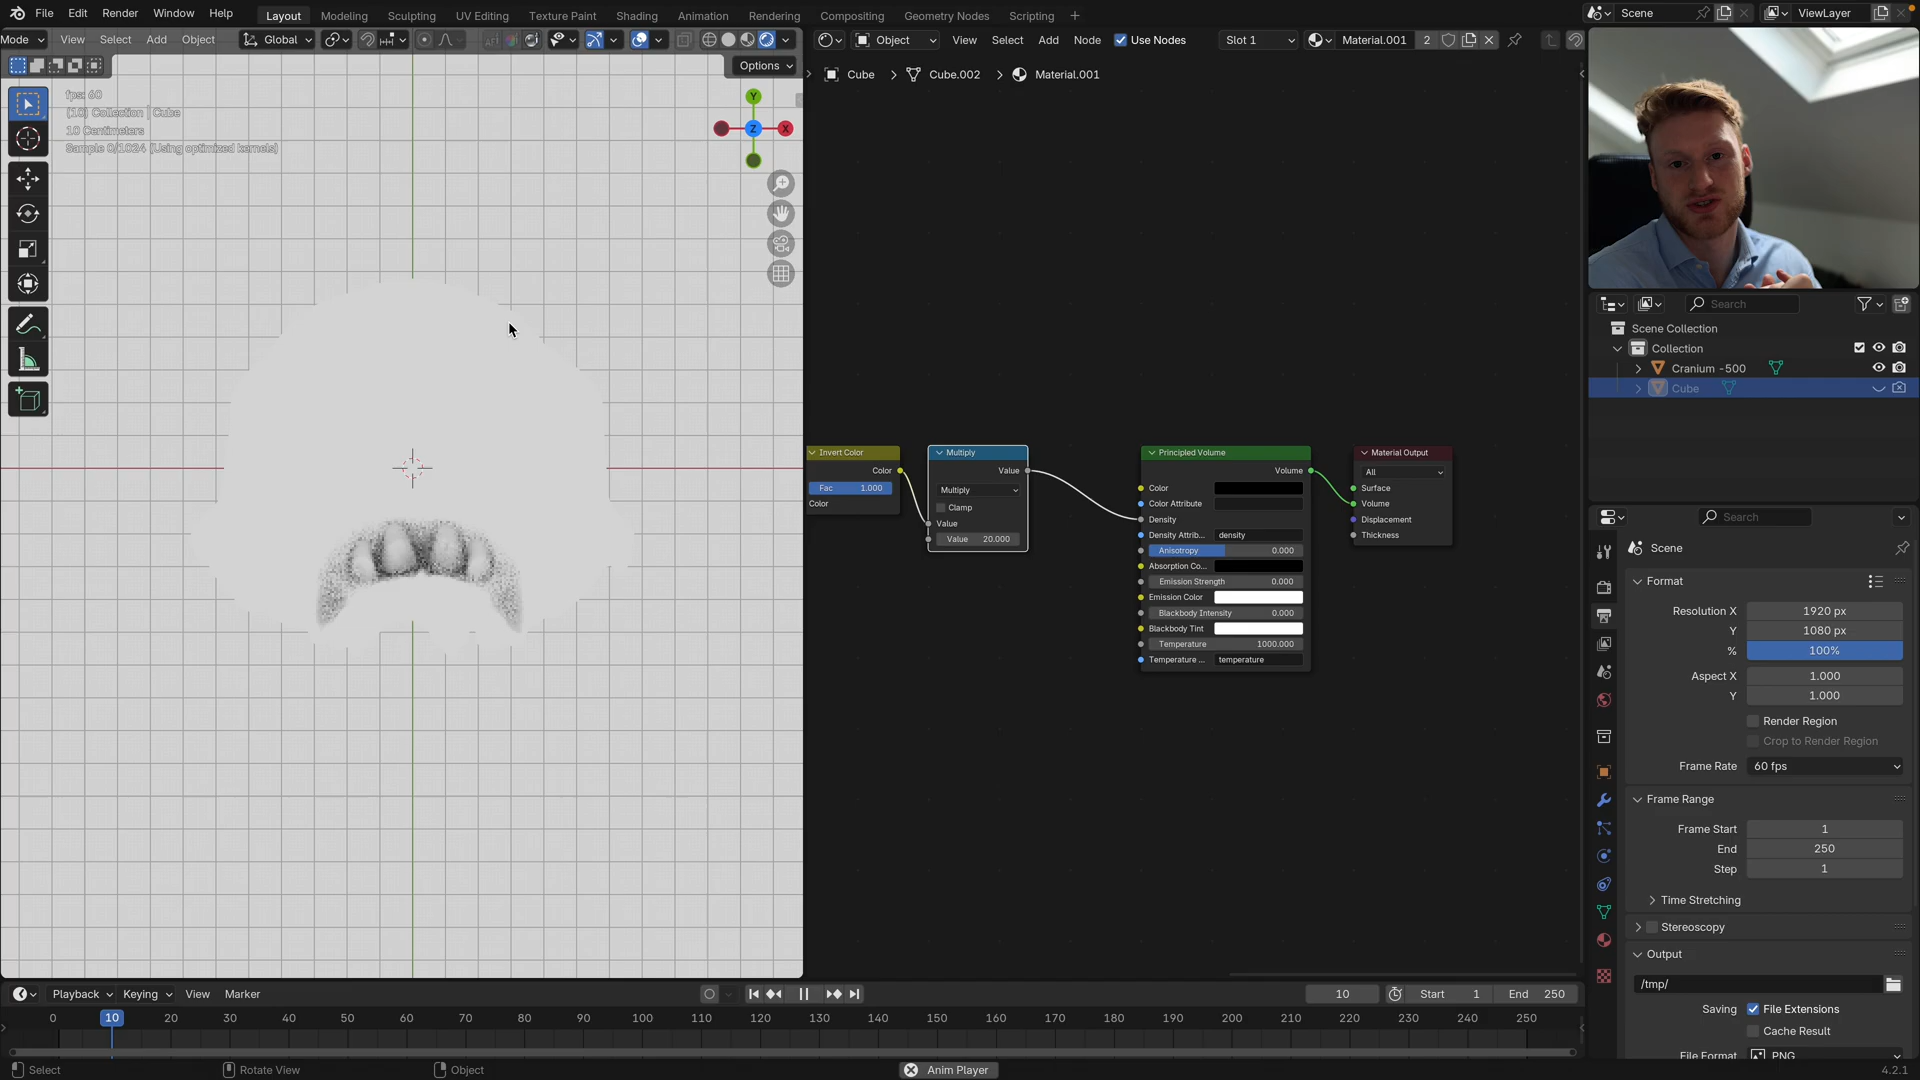 File Edit Render Window Help Layout Modeling Sculpting UV Editing Texture Paint Shading Animation Rendering Compositing Geometry Nodes Scripting + Scene ViewLayer
Mode View Select Add Object Global Object View Select Add Node Use Nodes Slot 1 Material.001 2
Options
Cube Cube.002 Material.001
fps: 60
(10) Collection | Cube
10 Centimeters
Sample 0/1024 (Using optimized kernels)
Y
Z
X
Search
Scene Collection
Collection
Cranium -500
Cube
Invert Color
Color
Fac 1.000
Color
Multiply
Value
Multiply
Clamp
Value
Value 20.000
Principled Volume
Volume
Color
Color Attribute
Density
Density Attrib... density
Anisotropy 0.000
Absorption Co...
Emission Strength 0.000
Emission Color
Blackbody Intensity 0.000
Blackbody Tint
Temperature 1000.000
Temperature ... temperature
Material Output
All
Surface
Volume
Displacement
Thickness
Search
Scene
Format
Resolution X 1920 px
Y 1080 px
% 100%
Aspect X 1.000
Y 1.000
Render Region
Crop to Render Region
Frame Rate 60 fps
Frame Range
Frame Start 1
End 250
Step 1
Time Stretching
Stereoscopy
Output
/tmp/
Saving File Extensions
Cache Result
File Format PNG
Playback Keying View Marker 10 Start 1 End 250
0 10 20 30 40 50 60 70 80 90 100 110 120 130 140 150 160 170 180 190 200 210 220 230 240 250
Select Rotate View Object Anim Player 4.2.1